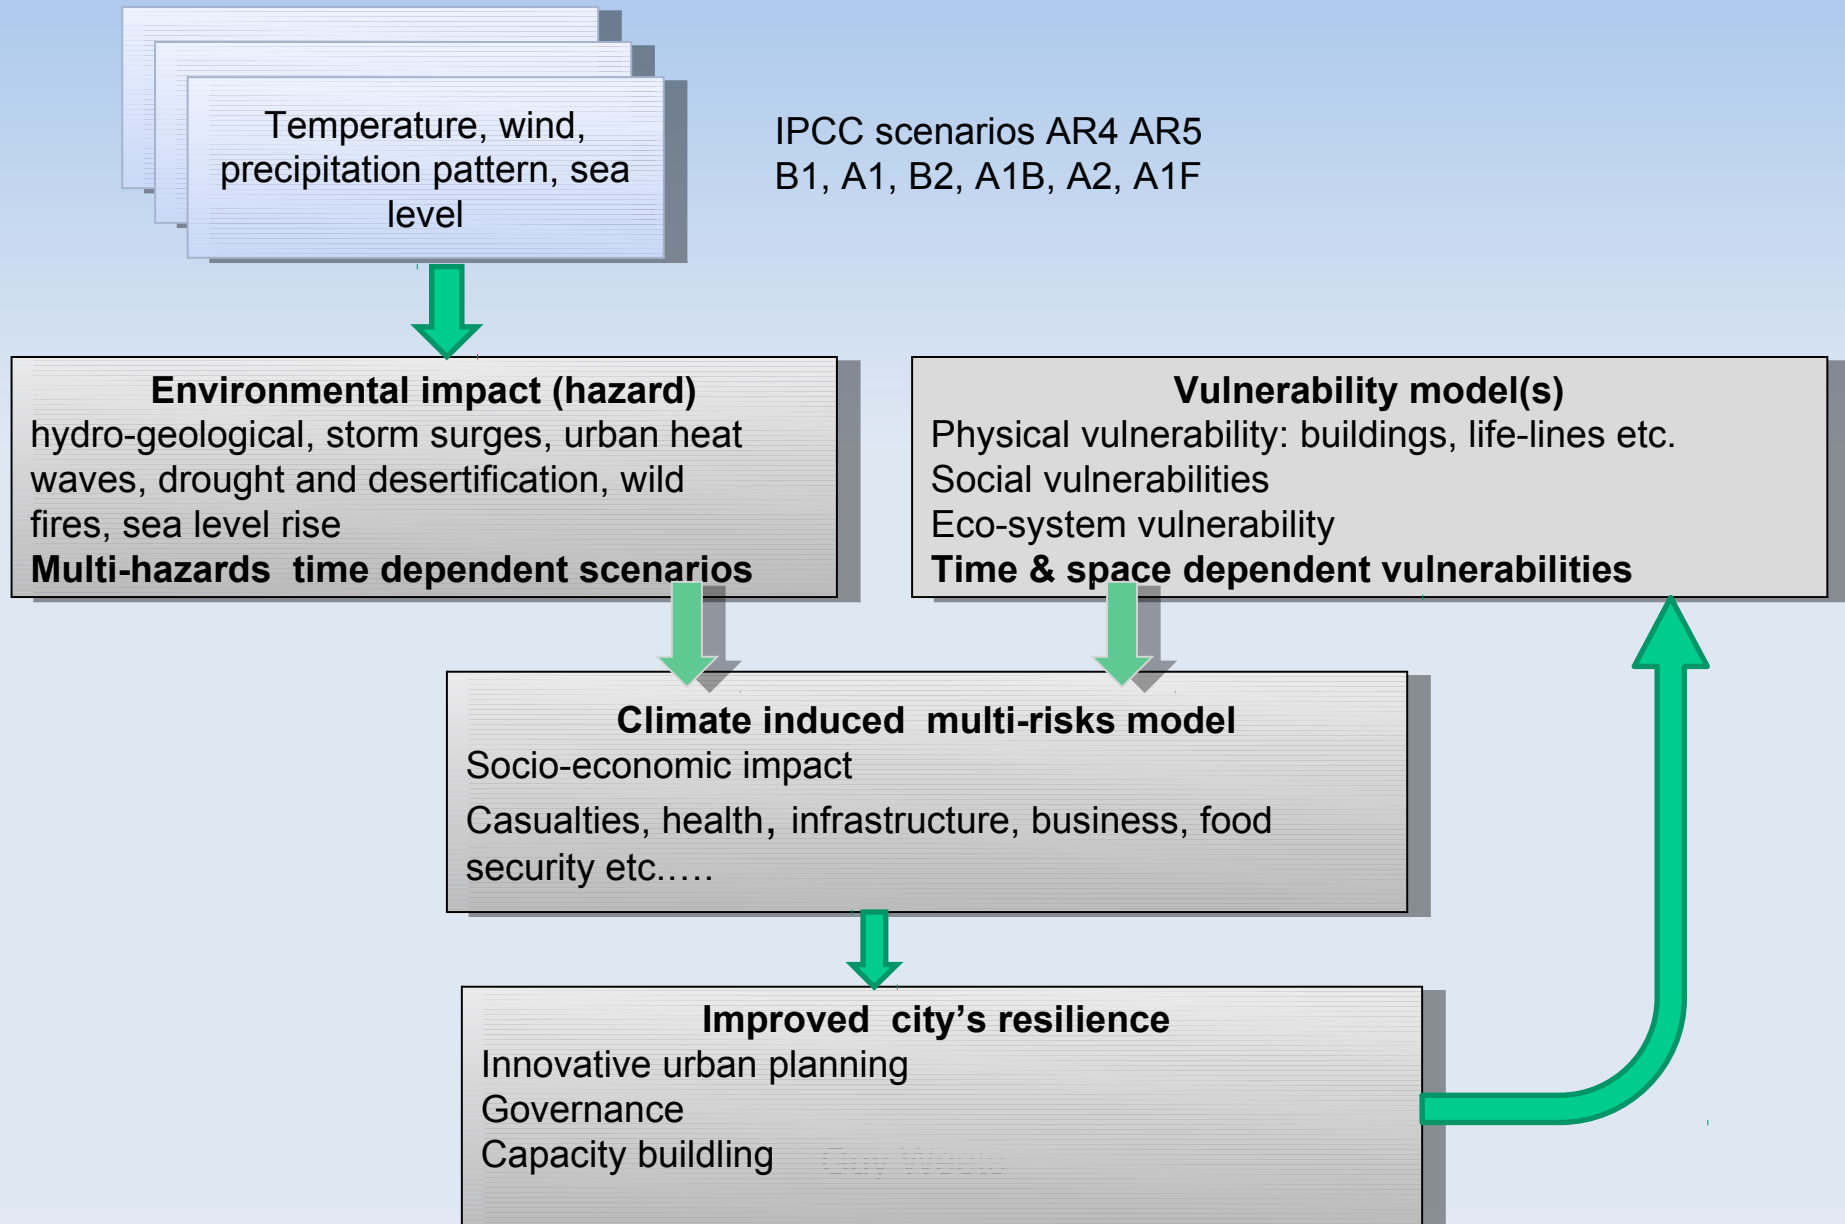 Temperature, wind,
precipitation pattern, sea
level
IPCC scenarios AR4 AR5
B1, A1, B2, A1B, A2, A1F
Environmental impact (hazard)
hydro-geological, storm surges, urban heat
waves, drought and desertification, wild
fires, sea level rise
Multi-hazards time dependent scenarios
Vulnerability model(s)
Physical vulnerability: buildings, life-lines etc.
Social vulnerabilities
Eco-system vulnerability
Time & space dependent vulnerabilities
Climate induced multi-risks model
Socio-economic impact
Casualties, health, infrastructure, business, food
security etc.….
Improved city’s resilience
Innovative urban planning
Governance
Capacity buildling